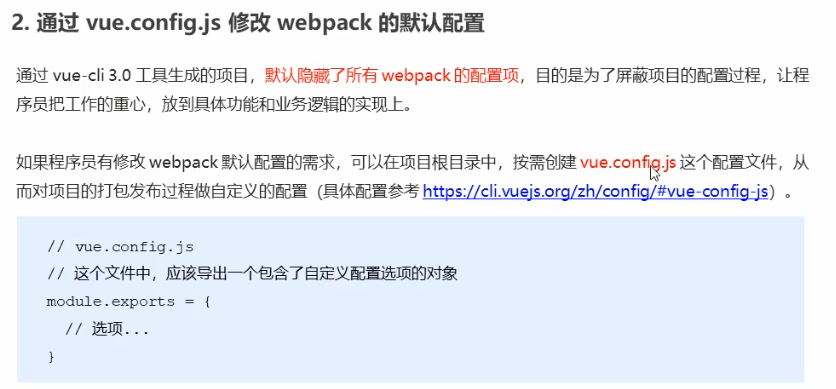 2. 通过 vue.config.js 修改 webpack 的默认配置
通过 vue-cli 3.0 工具生成的项目，默认隐藏了所有 webpack 的配置项，目的是为了屏蔽项目的配置过程，让程
序员把工作的重心，放到具体功能和业务逻辑的实现上。
如果程序员有修改 webpack 默认配置的需求，可以在项目根目录中，按需创建 vue.config.js 这个配置文件，从
而对项目的打包发布过程做自定义的配置（具体配置参考 https://cli.vuejs.org/zh/config/#vue-config-js）。
// vue.config.js
// 这个文件中，应该导出一个包含了自定义配置选项的对象
module.exports = {
// 选项...
}